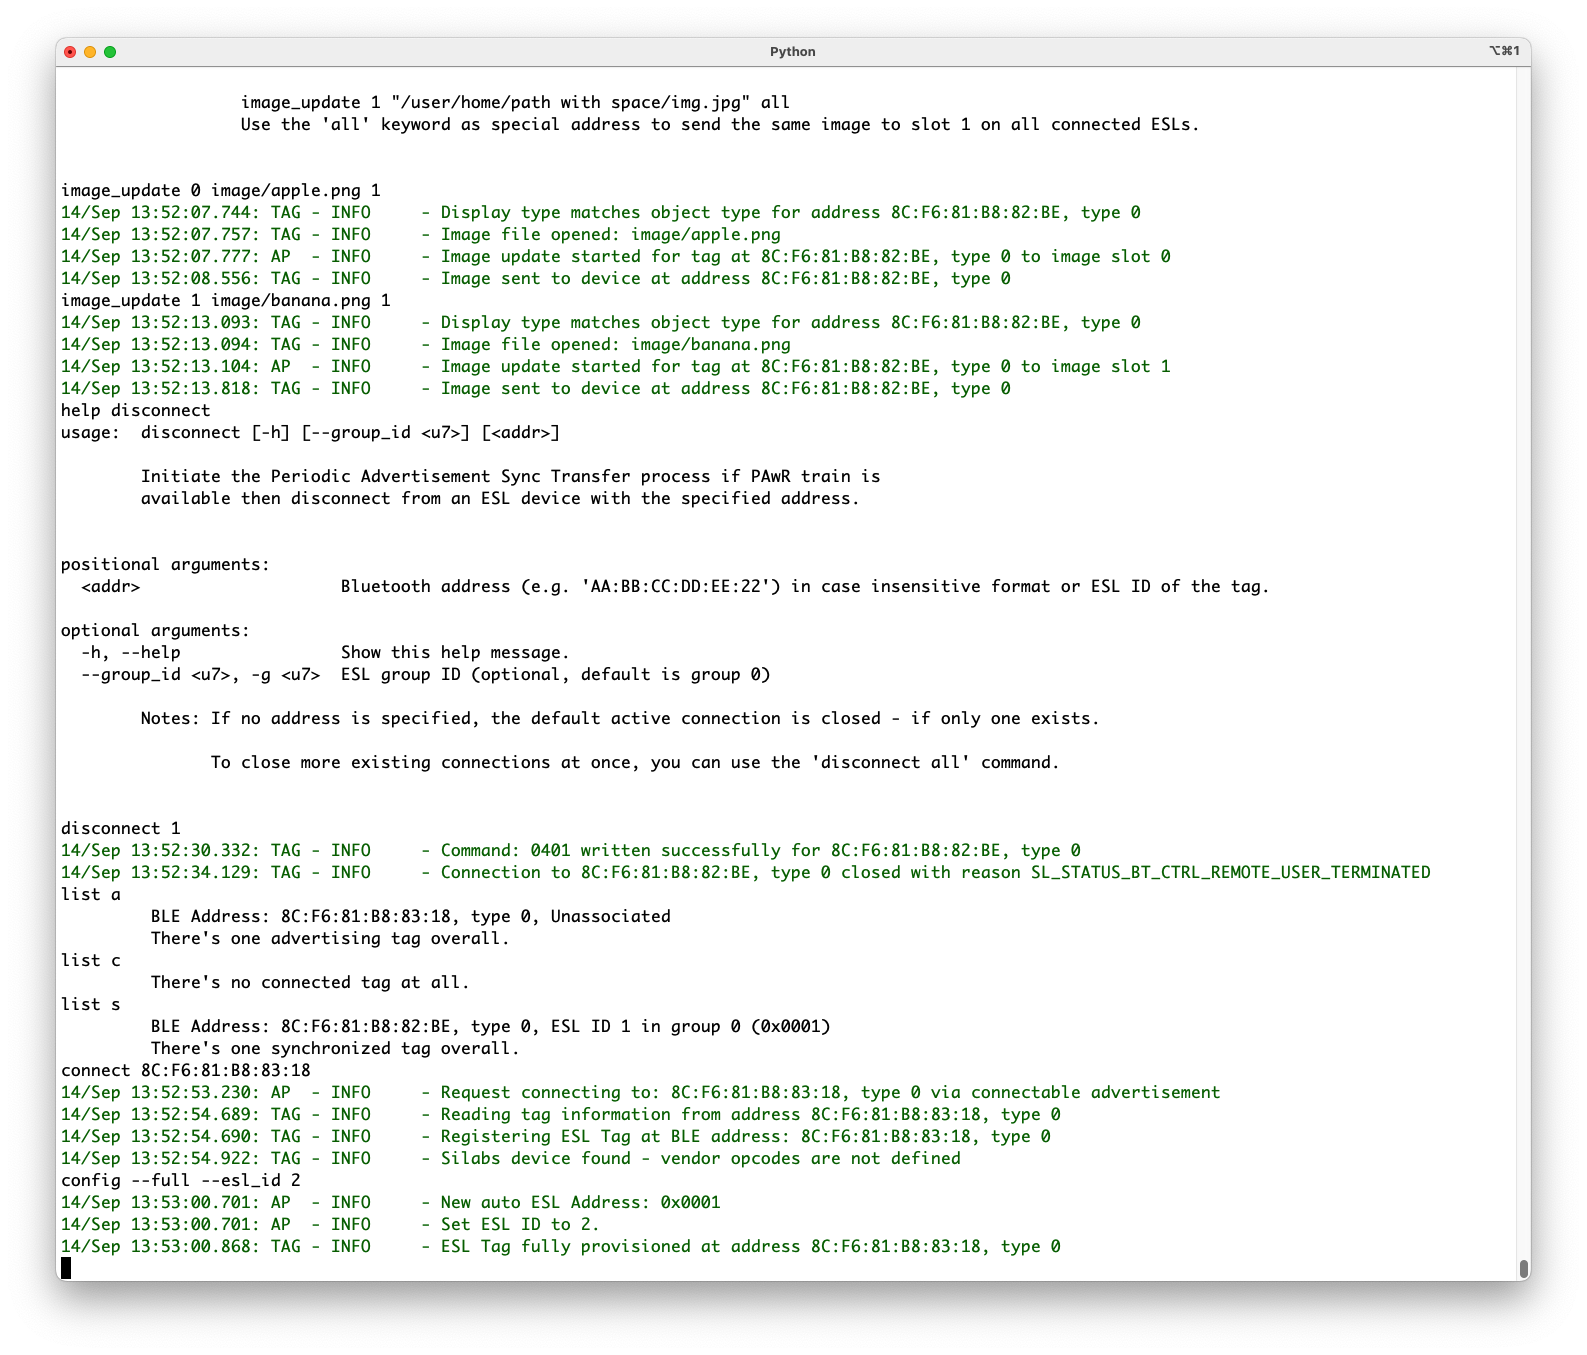 Python
⌥⌘1
image_update 1 "/user/home/path with space/img.jpg" all
Use the 'all' keyword as special address to send the same image to slot 1 on all connected ESLs.
image_update 0 image/apple.png 1
14/Sep 13:52:07.744: TAG - INFO     - Display type matches object type for address 8C:F6:81:B8:82:BE, type 0
14/Sep 13:52:07.757: TAG - INFO     - Image file opened: image/apple.png
14/Sep 13:52:07.777: AP  - INFO     - Image update started for tag at 8C:F6:81:B8:82:BE, type 0 to image slot 0
14/Sep 13:52:08.556: TAG - INFO     - Image sent to device at address 8C:F6:81:B8:82:BE, type 0
image_update 1 image/banana.png 1
14/Sep 13:52:13.093: TAG - INFO     - Display type matches object type for address 8C:F6:81:B8:82:BE, type 0
14/Sep 13:52:13.094: TAG - INFO     - Image file opened: image/banana.png
14/Sep 13:52:13.104: AP  - INFO     - Image update started for tag at 8C:F6:81:B8:82:BE, type 0 to image slot 1
14/Sep 13:52:13.818: TAG - INFO     - Image sent to device at address 8C:F6:81:B8:82:BE, type 0
help disconnect
usage:  disconnect [-h] [--group_id <u7>] [<addr>]
Initiate the Periodic Advertisement Sync Transfer process if PAwR train is
available then disconnect from an ESL device with the specified address.
positional arguments:
<addr>                    Bluetooth address (e.g. 'AA:BB:CC:DD:EE:22') in case insensitive format or ESL ID of the tag.
optional arguments:
-h, --help                Show this help message.
--group_id <u7>, -g <u7>  ESL group ID (optional, default is group 0)
Notes: If no address is specified, the default active connection is closed - if only one exists.
To close more existing connections at once, you can use the 'disconnect all' command.
disconnect 1
14/Sep 13:52:30.332: TAG - INFO     - Command: 0401 written successfully for 8C:F6:81:B8:82:BE, type 0
14/Sep 13:52:34.129: TAG - INFO     - Connection to 8C:F6:81:B8:82:BE, type 0 closed with reason SL_STATUS_BT_CTRL_REMOTE_USER_TERMINATED
list a
BLE Address: 8C:F6:81:B8:83:18, type 0, Unassociated
There's one advertising tag overall.
list c
There's no connected tag at all.
list s
BLE Address: 8C:F6:81:B8:82:BE, type 0, ESL ID 1 in group 0 (0x0001)
There's one synchronized tag overall.
connect 8C:F6:81:B8:83:18
14/Sep 13:52:53.230: AP  - INFO     - Request connecting to: 8C:F6:81:B8:83:18, type 0 via connectable advertisement
14/Sep 13:52:54.689: TAG - INFO     - Reading tag information from address 8C:F6:81:B8:83:18, type 0
14/Sep 13:52:54.690: TAG - INFO     - Registering ESL Tag at BLE address: 8C:F6:81:B8:83:18, type 0
14/Sep 13:52:54.922: TAG - INFO     - Silabs device found - vendor opcodes are not defined
config --full --esl_id 2
14/Sep 13:53:00.701: AP  - INFO     - New auto ESL Address: 0x0001
14/Sep 13:53:00.701: AP  - INFO     - Set ESL ID to 2.
14/Sep 13:53:00.868: TAG - INFO     - ESL Tag fully provisioned at address 8C:F6:81:B8:83:18, type 0